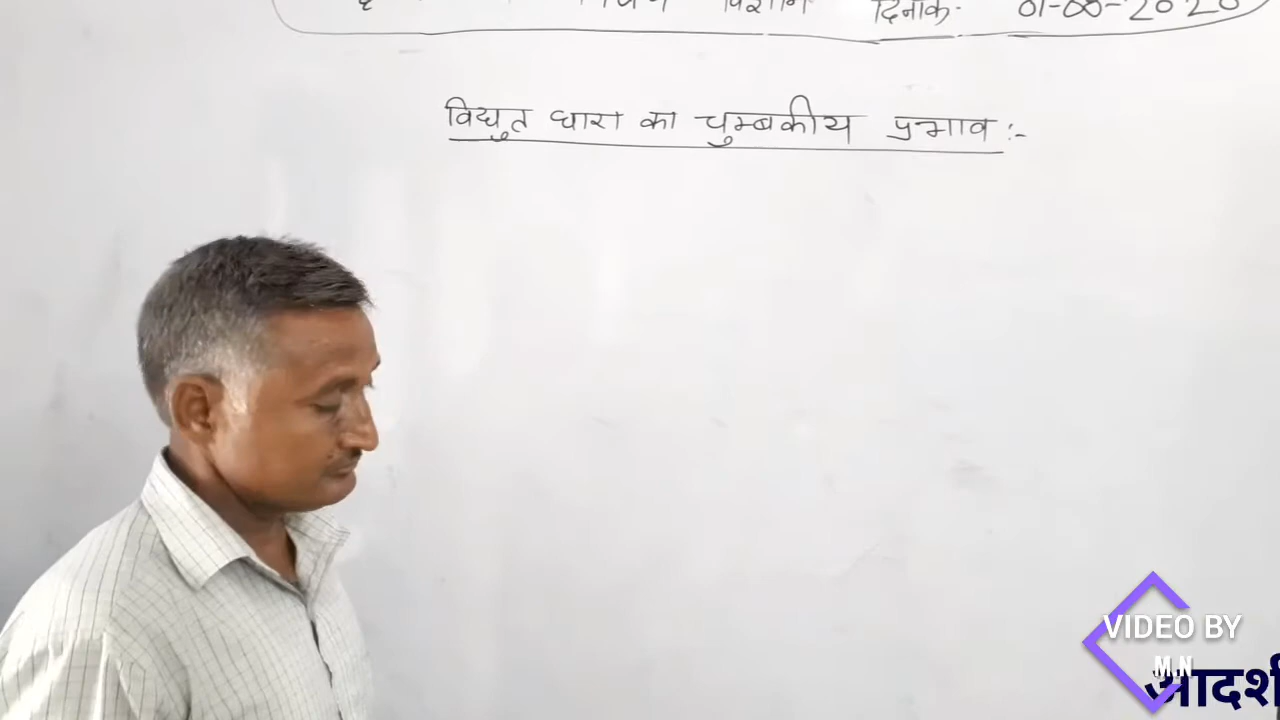 दिनांक- 01-08-2020
विद्युत धारा का चुम्बकीय प्रभाव :-
VIDEO BY
M.N
आदर्श